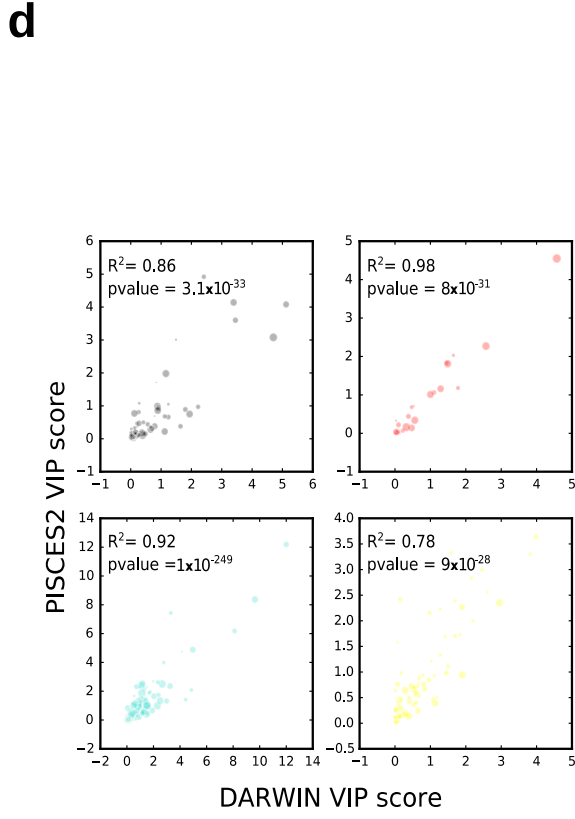 d
PISCES2 VIP score
6
5
4
3
2
1
0
−1
R²= 0.86
pvalue = 3.1x10⁻³³
−1 0 1 2 3 4 5 6
5
4
3
2
1
0
−1
R²= 0.98
pvalue = 8x10⁻³¹
−1 0 1 2 3 4 5
14
12
10
8
6
4
2
0
−2
R²= 0.92
pvalue =1x10⁻²⁴⁹
−2 0 2 4 6 8 10 12 14
4.0
3.5
3.0
2.5
2.0
1.5
1.0
0.5
0.0
−0.5
R²= 0.78
pvalue = 9x10⁻²⁸
−1 0 1 2 3 4 5
DARWIN VIP score